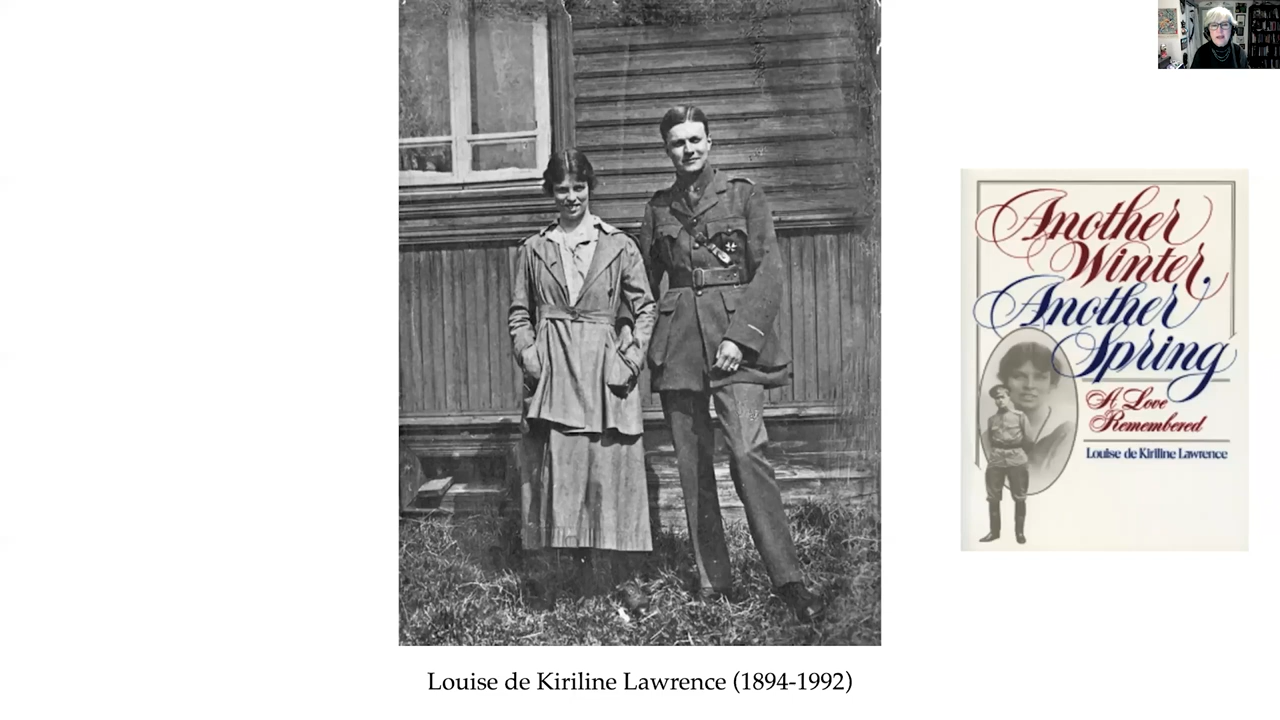 Another
Winter,
Another
Spring
A Love
Remembered
Louise de Kiriline Lawrence
Louise de Kiriline Lawrence (1894-1992)